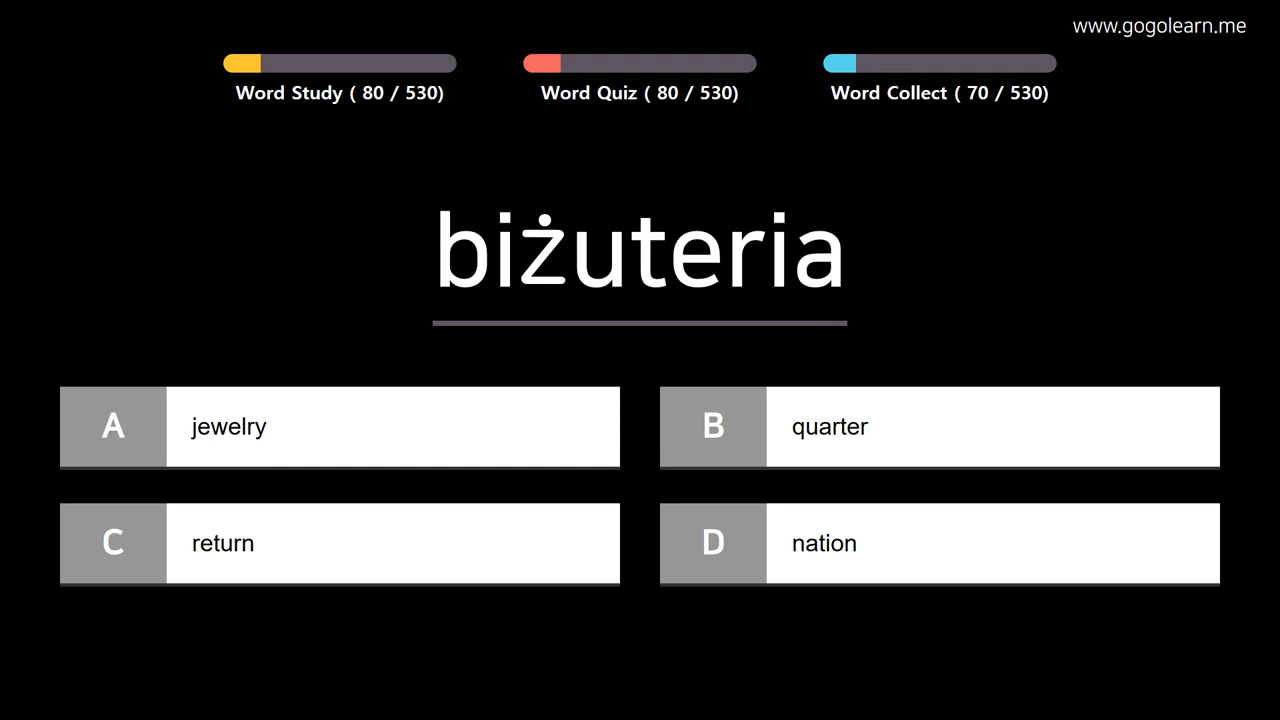 www.gogolearn.me
Word Study ( 80 / 530)
Word Quiz ( 80 / 530)
Word Collect ( 70 / 530)
biżuteria
A jewelry
B quarter
C return
D nation